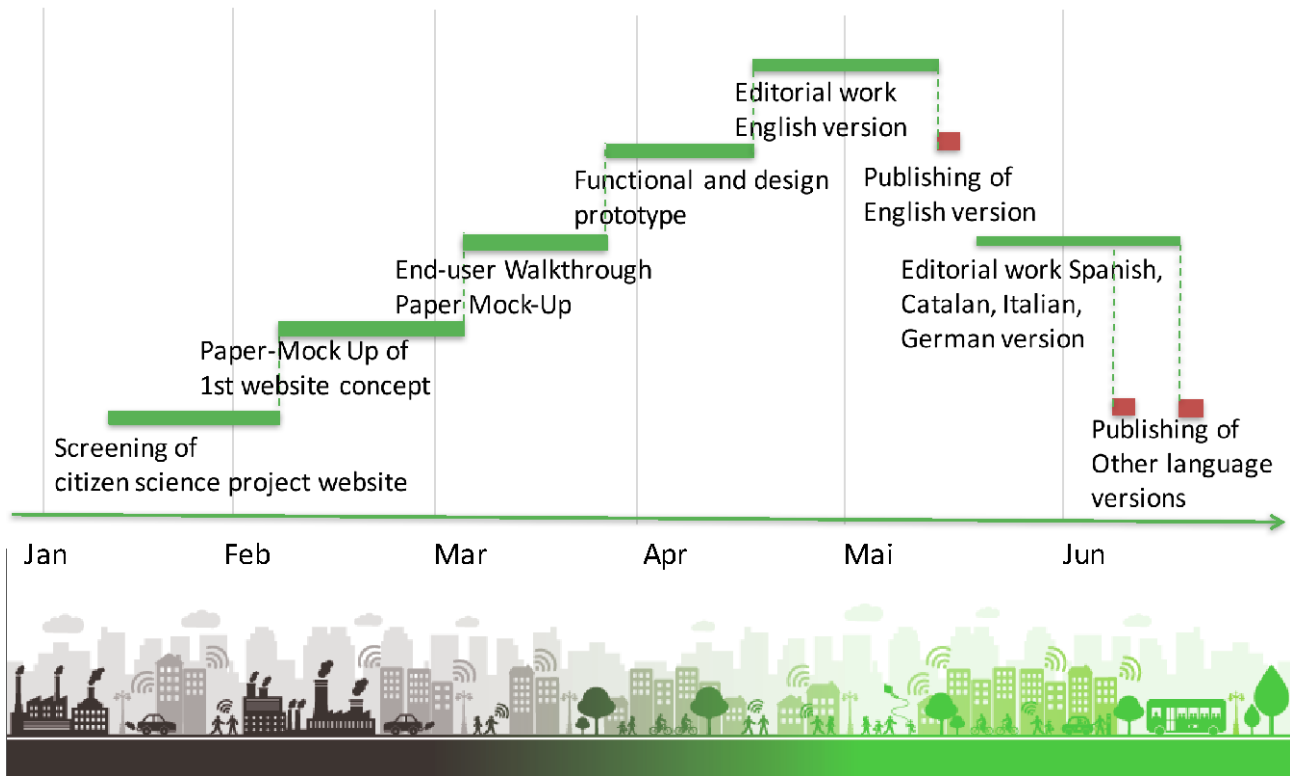 Editorial work
English version
Functional and design
prototype
Publishing of
English version
End-user Walkthrough
Paper Mock-Up
Editorial work Spanish,
Catalan, Italian,
German version
Paper-Mock Up of
1st website concept
Screening of
citizen science project website
Publishing of
Other language
versions
Jan
Feb
Mar
Apr
Mai
Jun